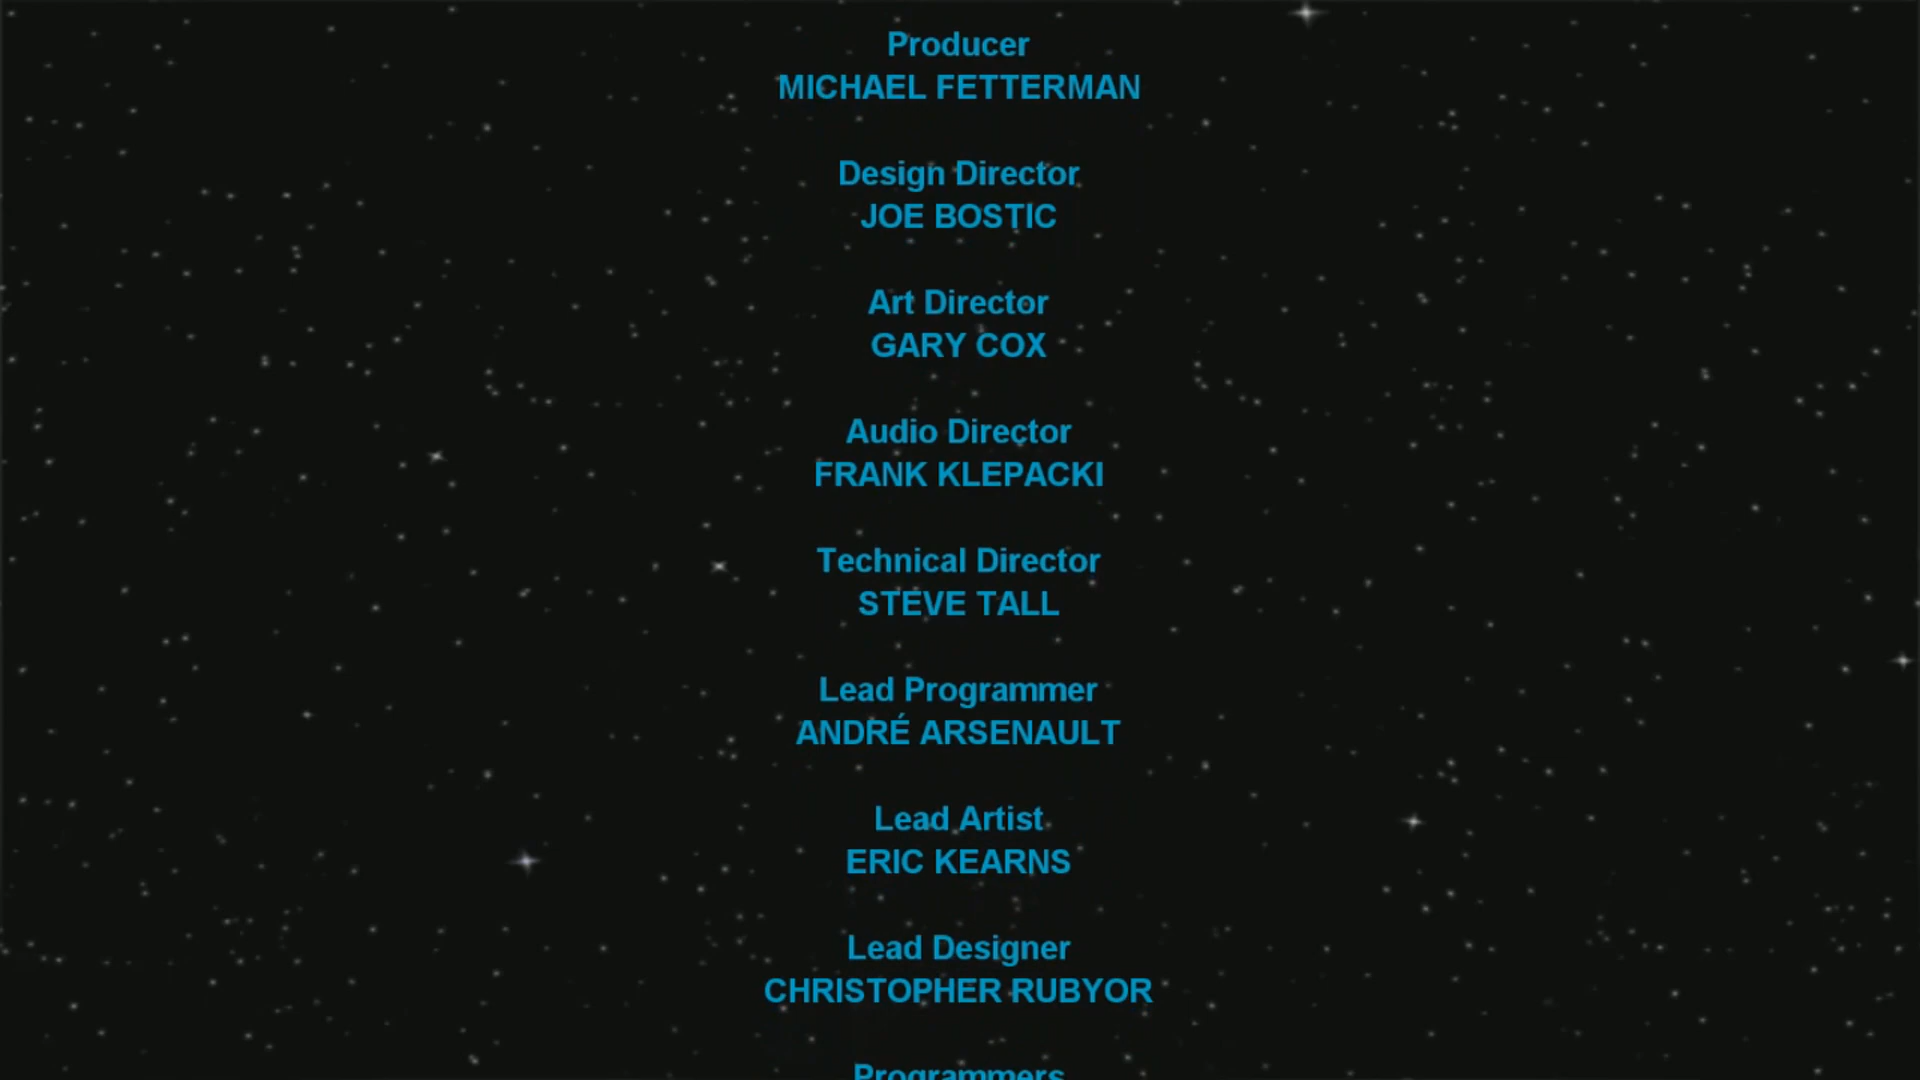 Producer
MICHAEL FETTERMAN
Design Director
JOE BOSTIC
Art Director
GARY COX
Audio Director
FRANK KLEPACKI
Technical Director
STEVE TALL
Lead Programmer
ANDRÉ ARSENAULT
Lead Artist
ERIC KEARNS
Lead Designer
CHRISTOPHER RUBYOR
Programmers